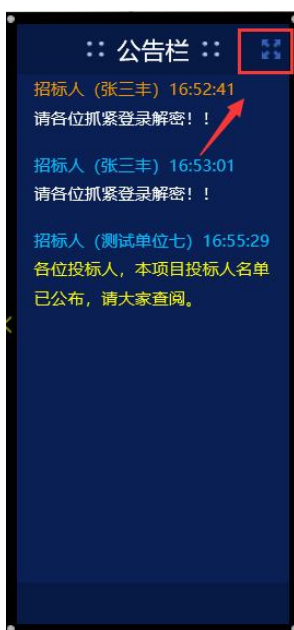 :: 公告栏 ::
招标人（张三丰）16:52:41
请各位抓紧登录解密！！
招标人（张三丰）16:53:01
请各位抓紧登录解密！！
招标人（测试单位七）16:55:29
各位投标人，本项目投标人名单
已公布，请大家查阅。